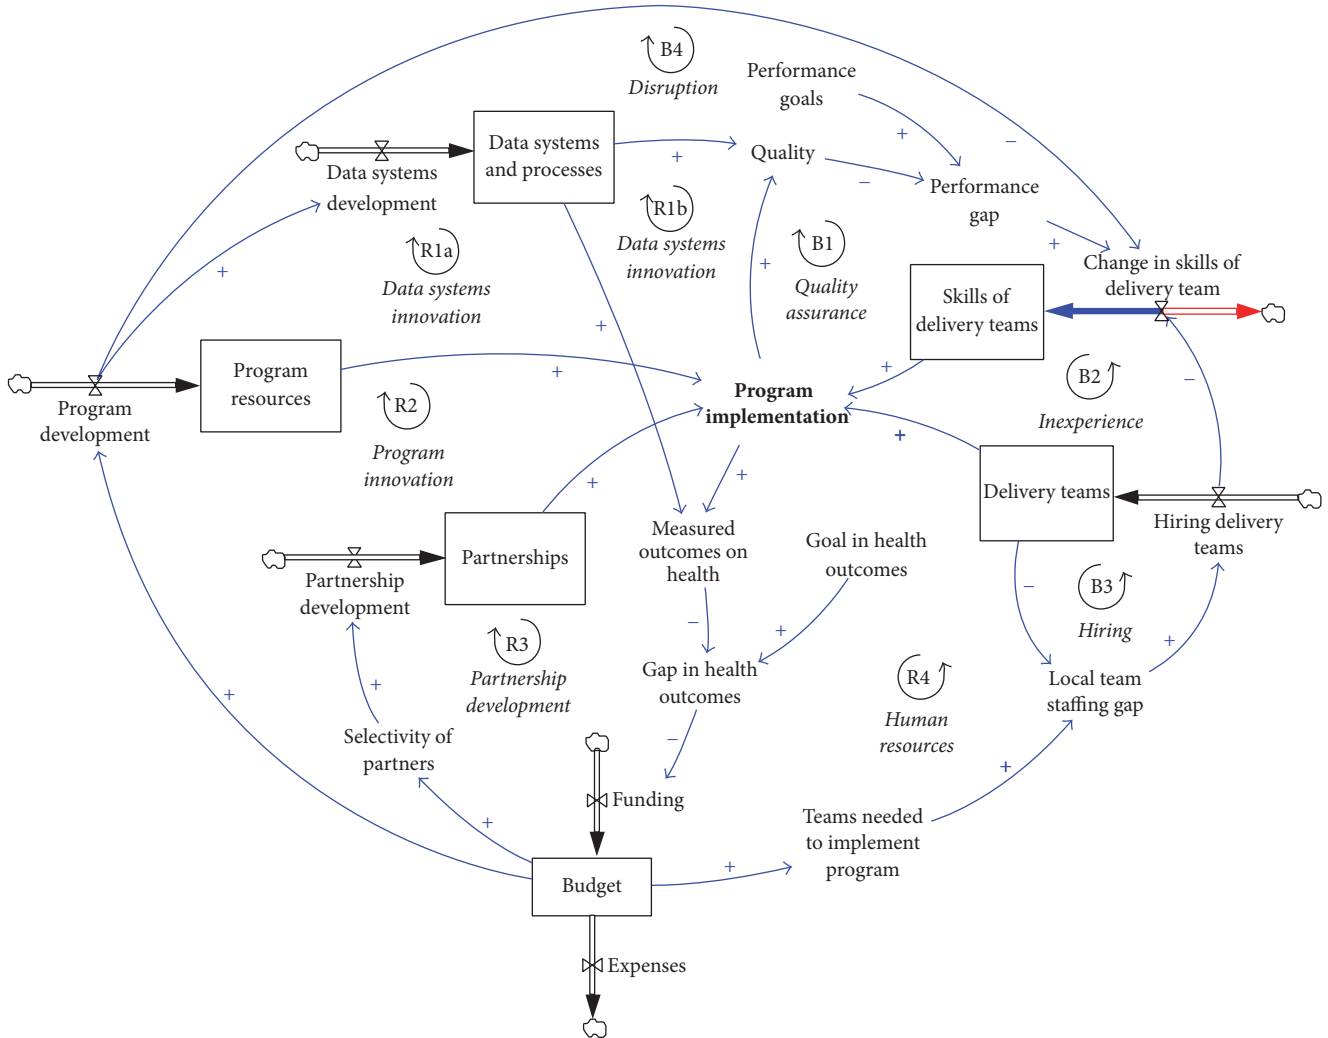 B4
Disruption
Performance
goals
Data systems
and processes
+
+
−
Quality
Data systems
development
−
Performance
gap
R1b
Data systems
innovation
B1
Quality
assurance
+
R1a
Data systems
innovation
+
+
Change in skills of
delivery team
Skills of
delivery teams
−
+
Program
resources
+
+
B2
Inexperience
−
Program
development
R2
Program
innovation
Program
implementation
+
+
+
+
Delivery teams
Hiring delivery
teams
Partnerships
Measured
outcomes on
health
Goal in health
outcomes
Partnership
development
−
B3
Hiring
+
R3
Partnership
development
−
+
Gap in health
outcomes
R4
Human
resources
Local team
staffing gap
+
+
Selectivity of
partners
−
+
Funding
+
Teams needed
to implement
program
+
Budget
Expenses